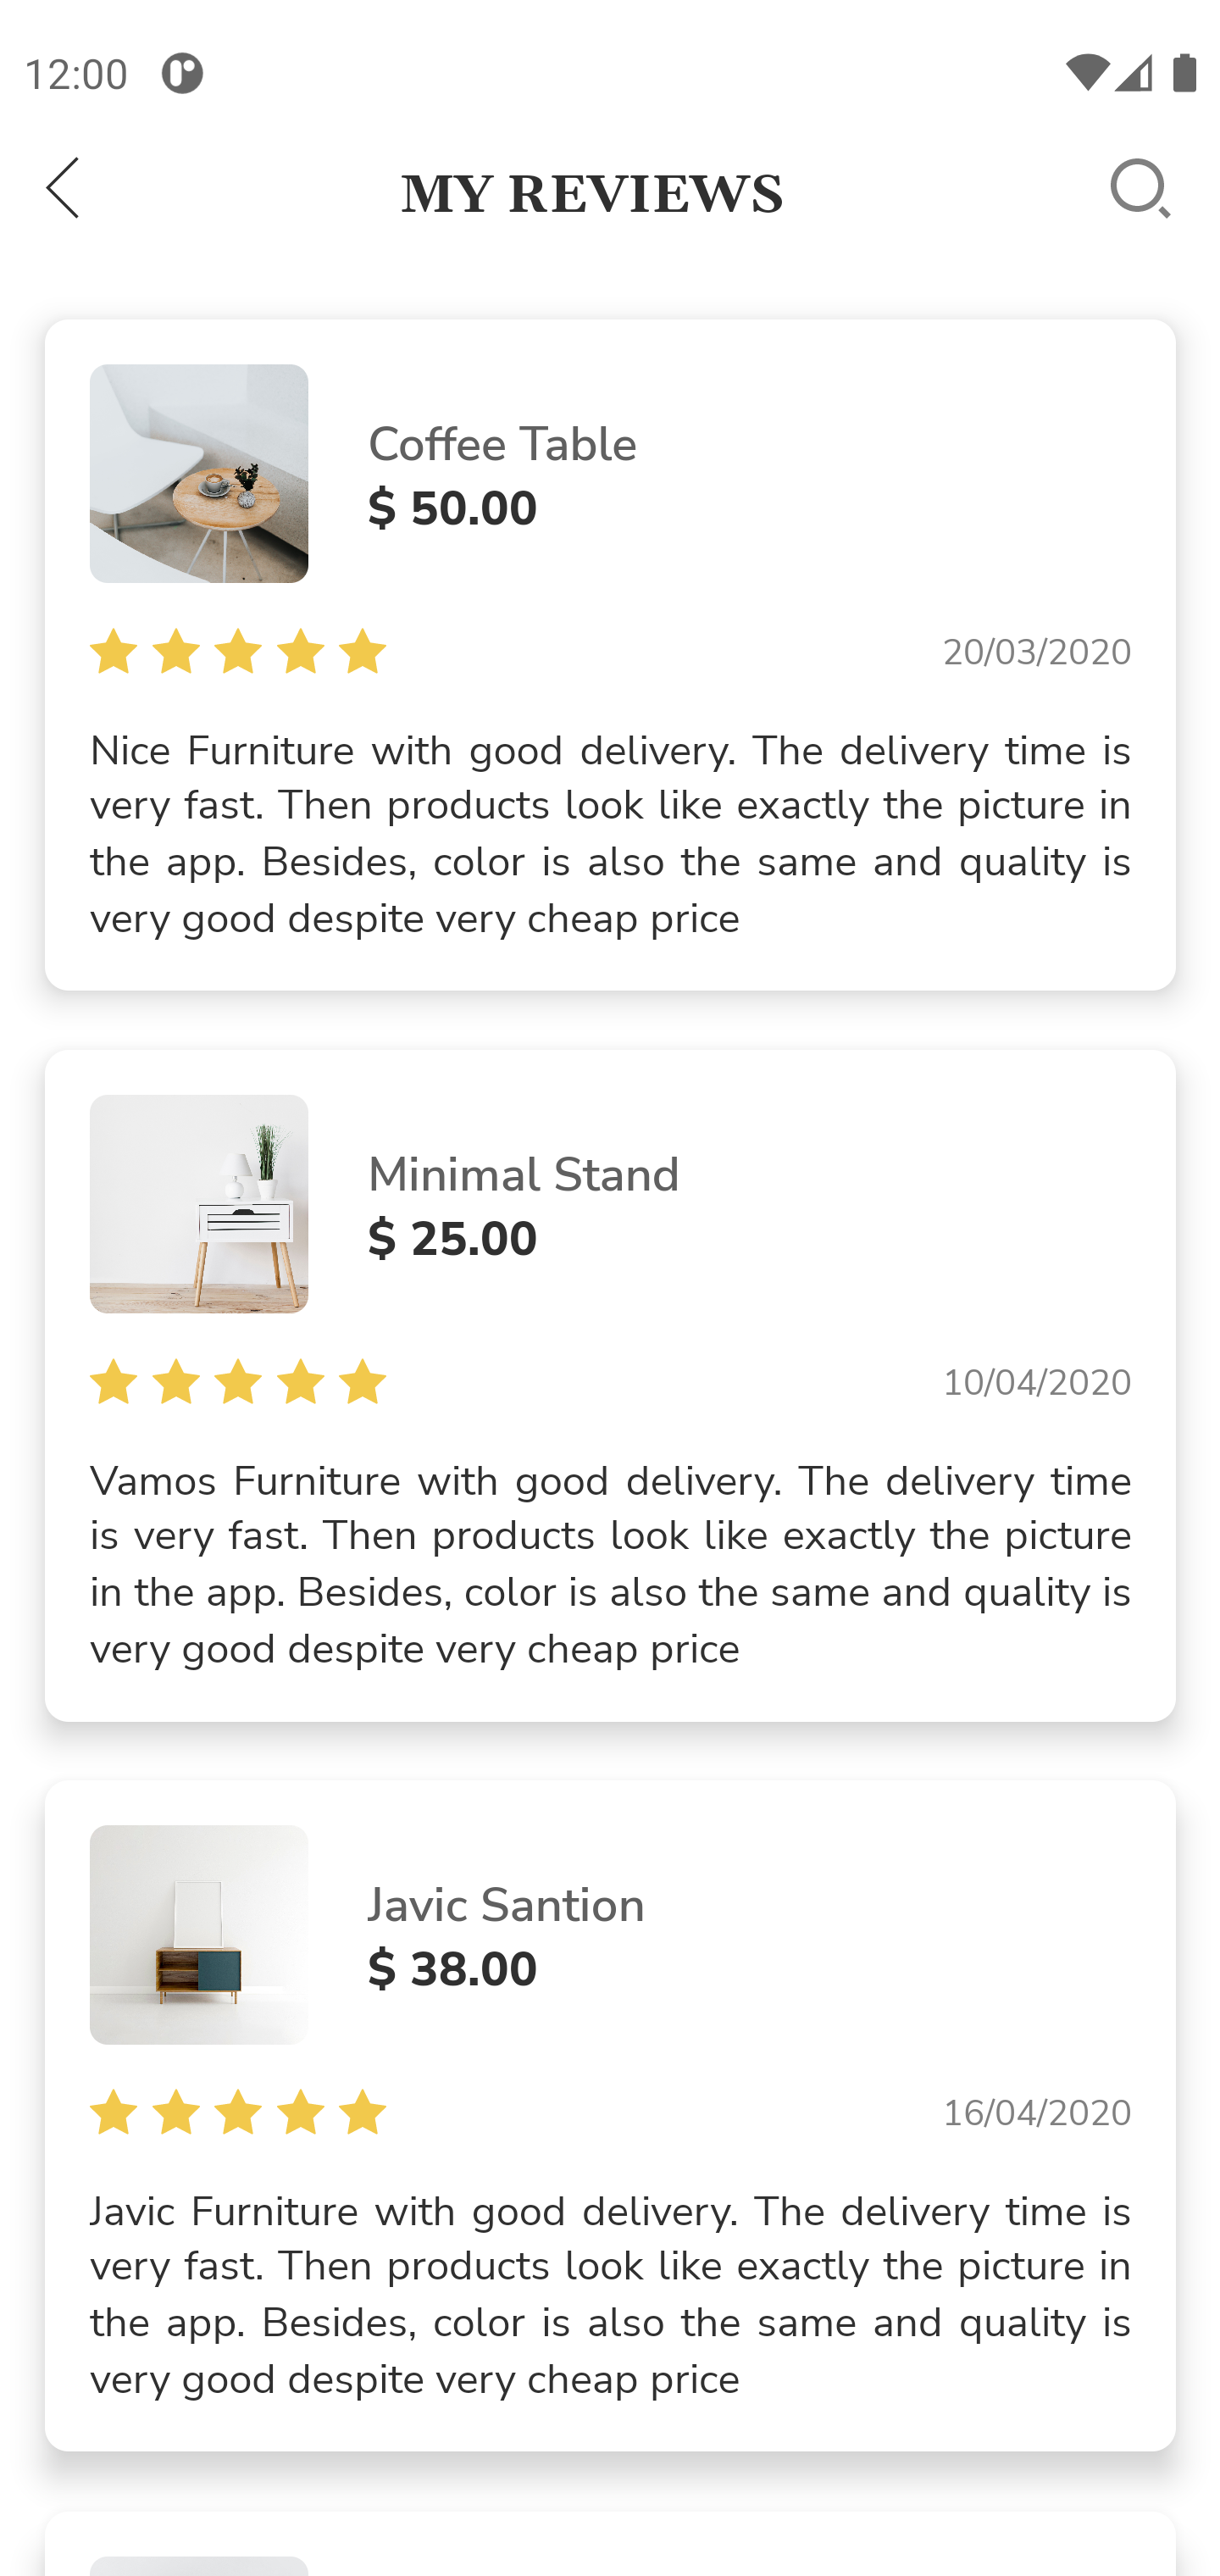 12:00
MY REVIEWS
Coffee Table
$ 50.00
20/03/2020
Nice Furniture with good delivery. The delivery time is
very fast. Then products look like exactly the picture in
the app. Besides, color is also the same and quality is
very good despite very cheap price
Minimal Stand
$ 25.00
10/04/2020
Vamos Furniture with good delivery. The delivery time
is very fast. Then products look like exactly the picture
in the app. Besides, color is also the same and quality is
very good despite very cheap price
Javic Santion
$ 38.00
16/04/2020
Javic Furniture with good delivery. The delivery time is
very fast. Then products look like exactly the picture in
the app. Besides, color is also the same and quality is
very good despite very cheap price